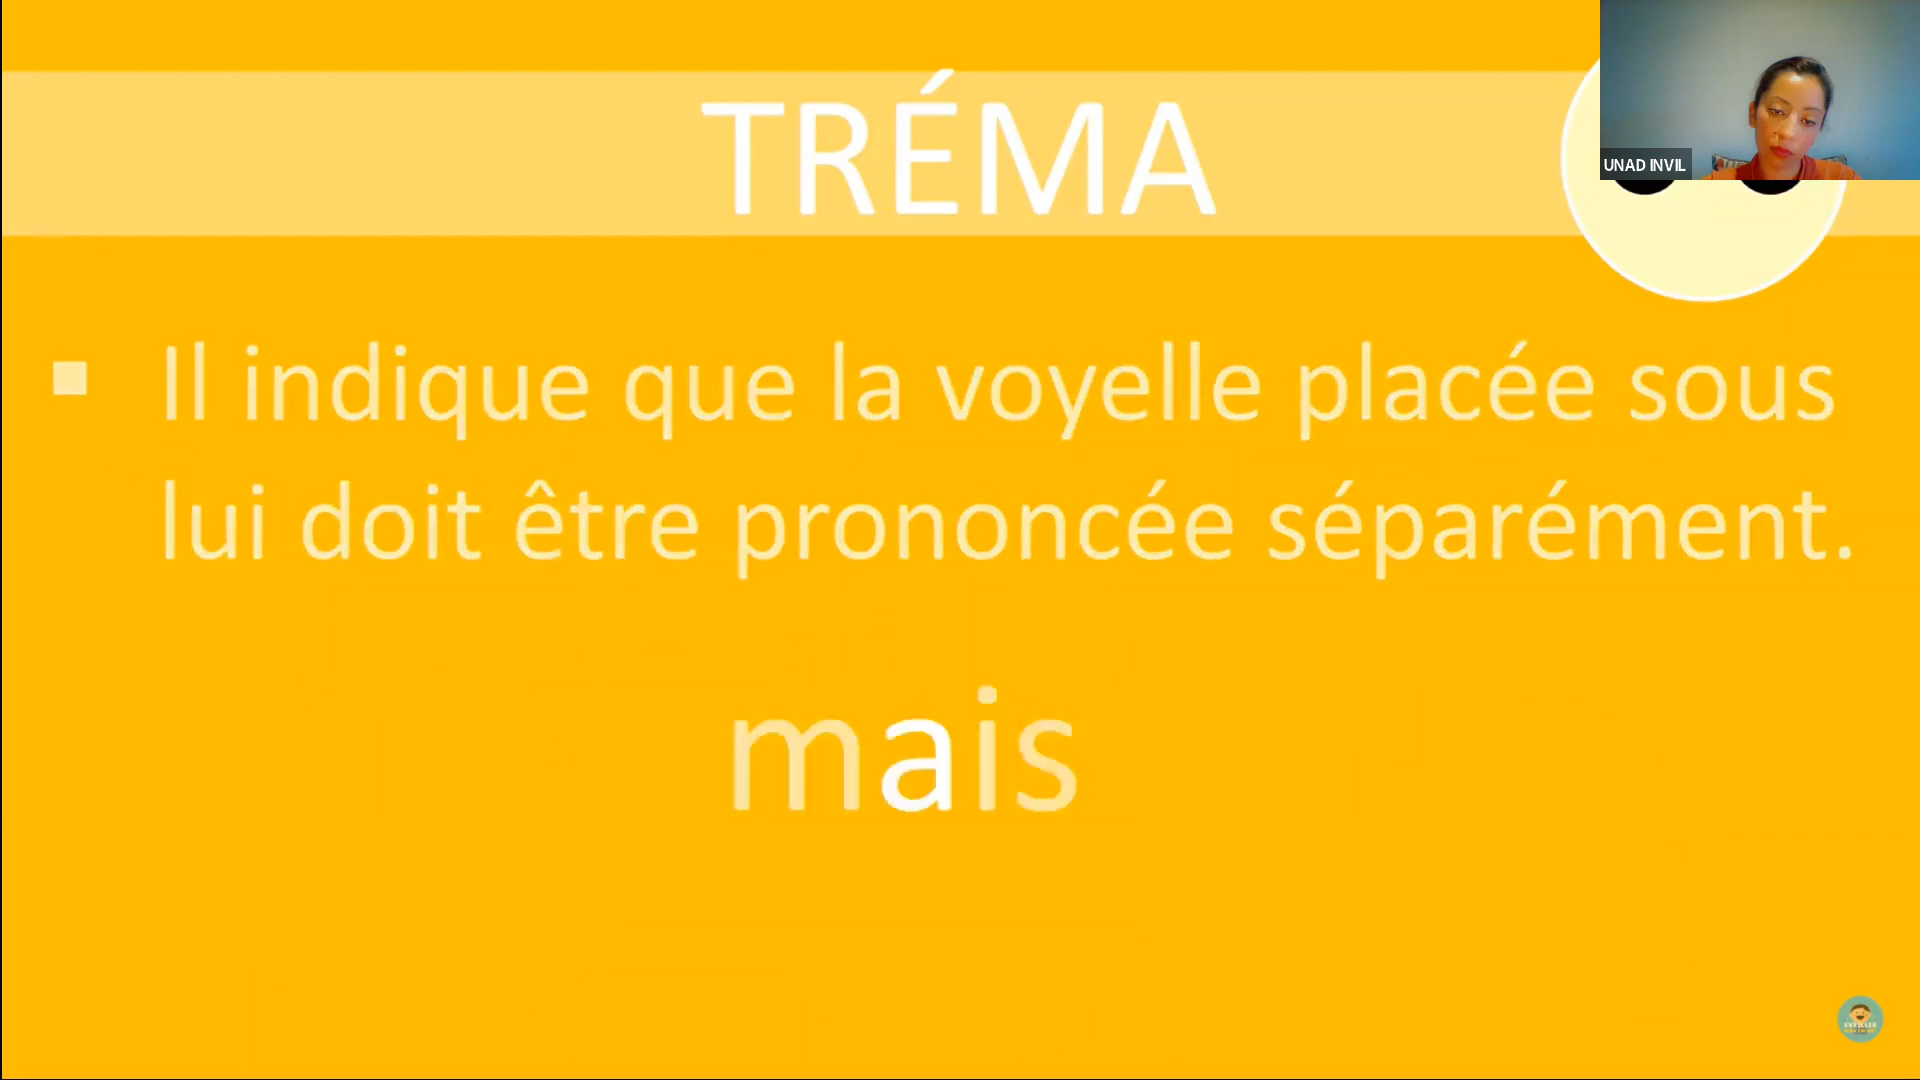 TRÉMA
UNAD INVIL
Il indique que la voyelle placée sous
lui doit être prononcée séparément.
mais